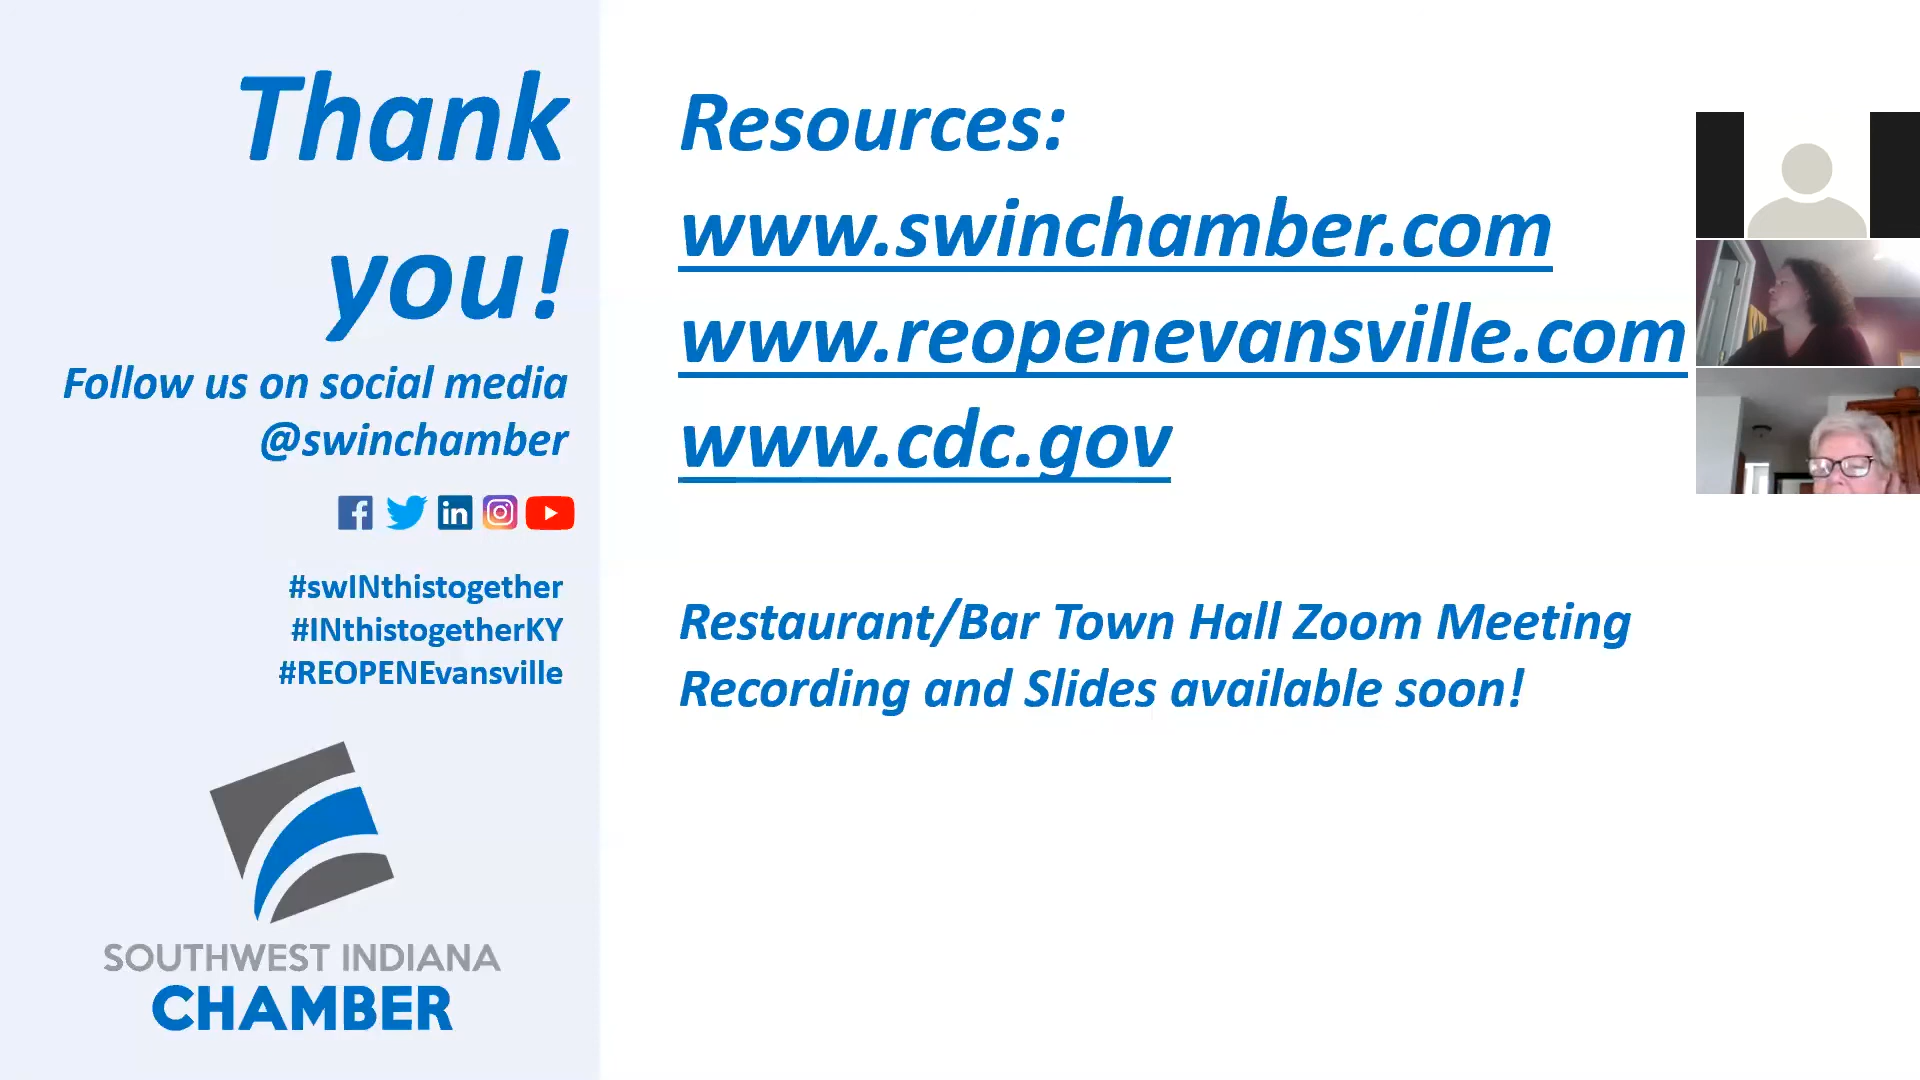 Thank
you!
Follow us on social media
@swinchamber
#swINthistogether
#INthistogetherKY
#REOPENEvansville
SOUTHWEST INDIANA
CHAMBER
Resources:
www.swinchamber.com
www.reopenevansville.com
www.cdc.gov
Restaurant/Bar Town Hall Zoom Meeting
Recording and Slides available soon!